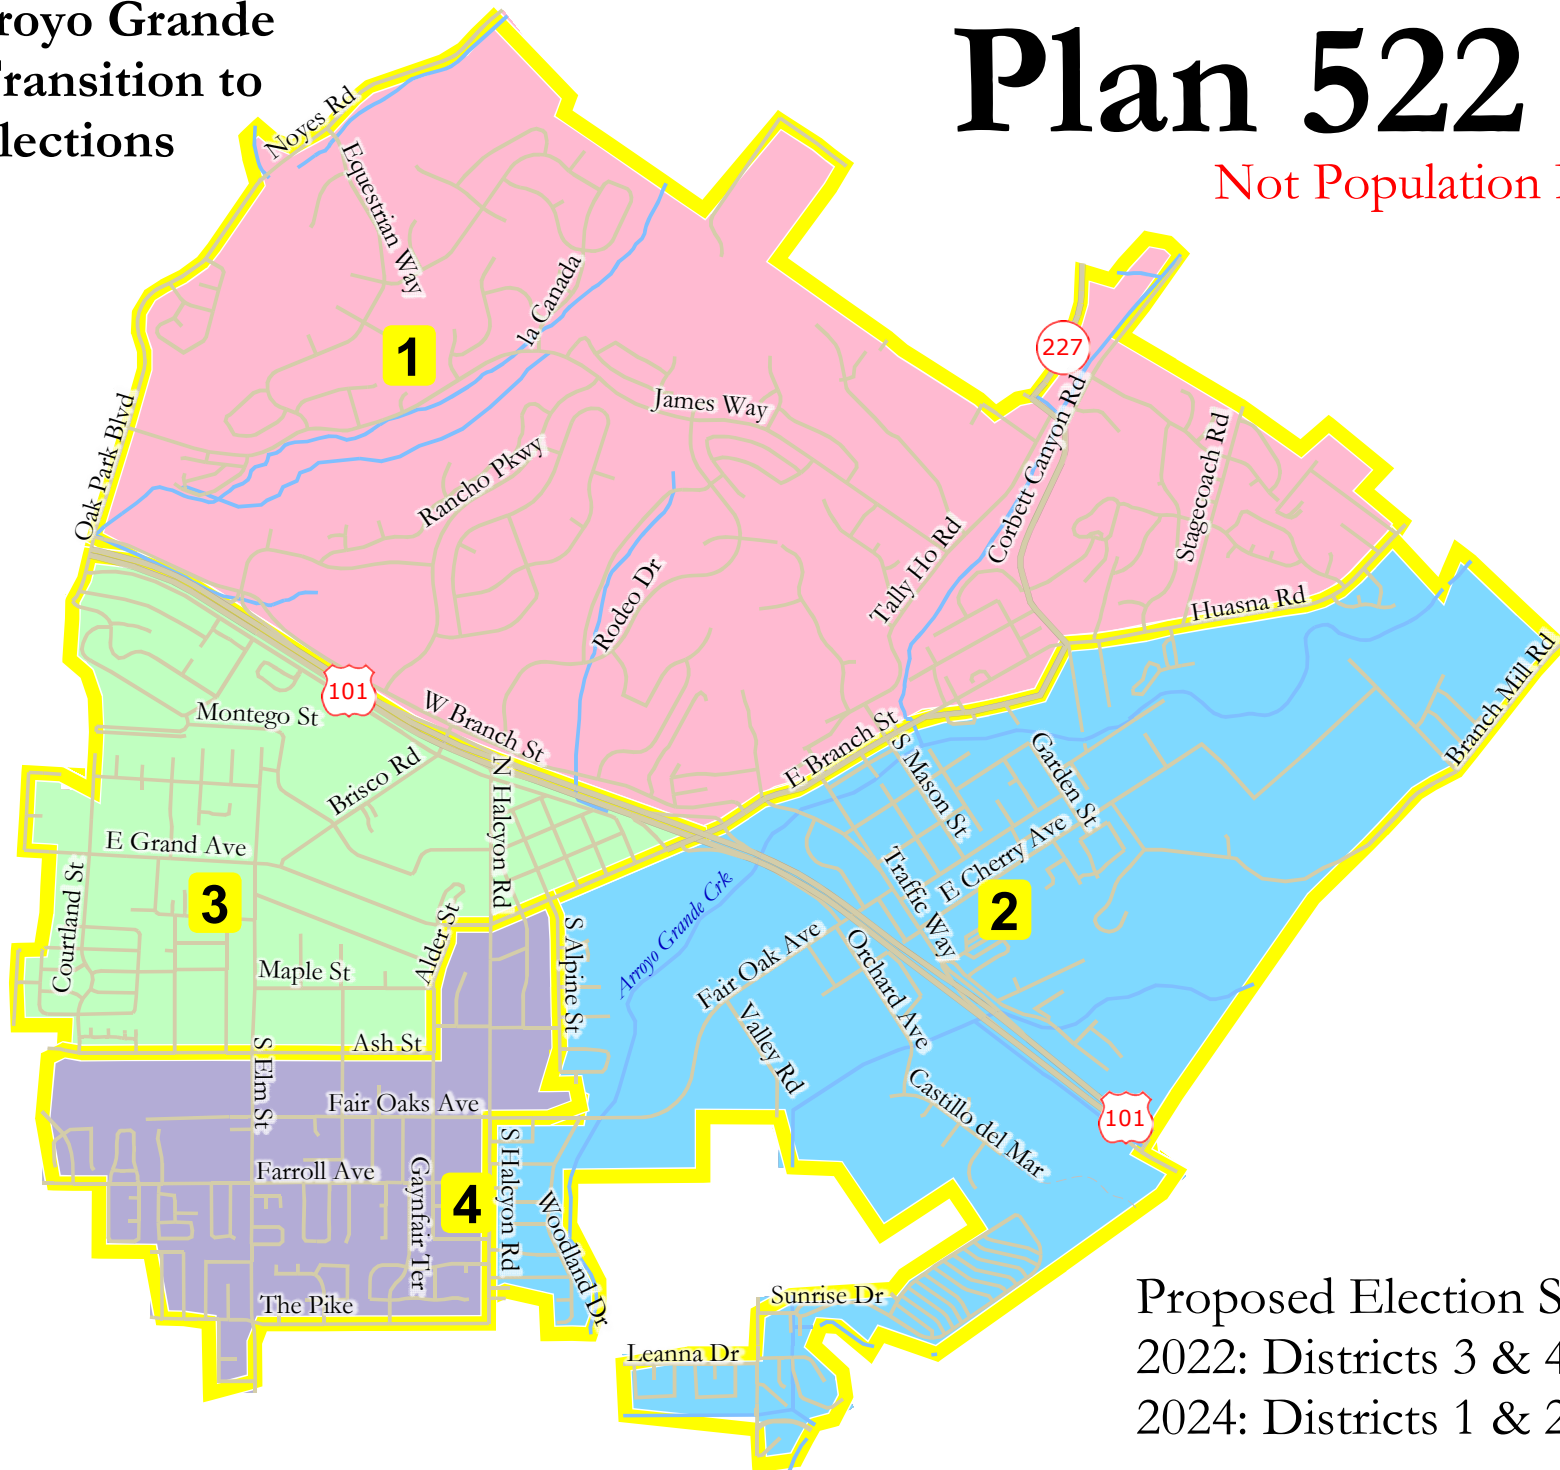 royo Grande
Transition to
lections
Plan 522
Not Population
Noyes Rd
Equestrian Way
la Canada
1
227
James Way
Oak Park Blvd
Rancho Pkwy
Corbett Canyon Rd
Stagecoach Rd
Tally Ho Rd
Rodeo Dr
Huasna Rd
Branch Mill Rd
101
Montego St
W Branch St
E Branch St
Brisco Rd
N Halcyon Rd
S Mason St
Garden St
E Grand Ave
E Cherry Ave
Traffic Way
Courtland St
3
2
Arroyo Grande Crk
Alder St
S Alpine St
Fair Oak Ave
Orchard Ave
Maple St
Ash St
S Elm St
Valley Rd
Fair Oaks Ave
Castillo del Mar
101
Farroll Ave
Gaynfair Ter
4
S Halcyon Rd
Woodland Dr
The Pike
Sunrise Dr
Leanna Dr
Proposed Election S
2022: Districts 3 & 4
2024: Districts 1 & 2